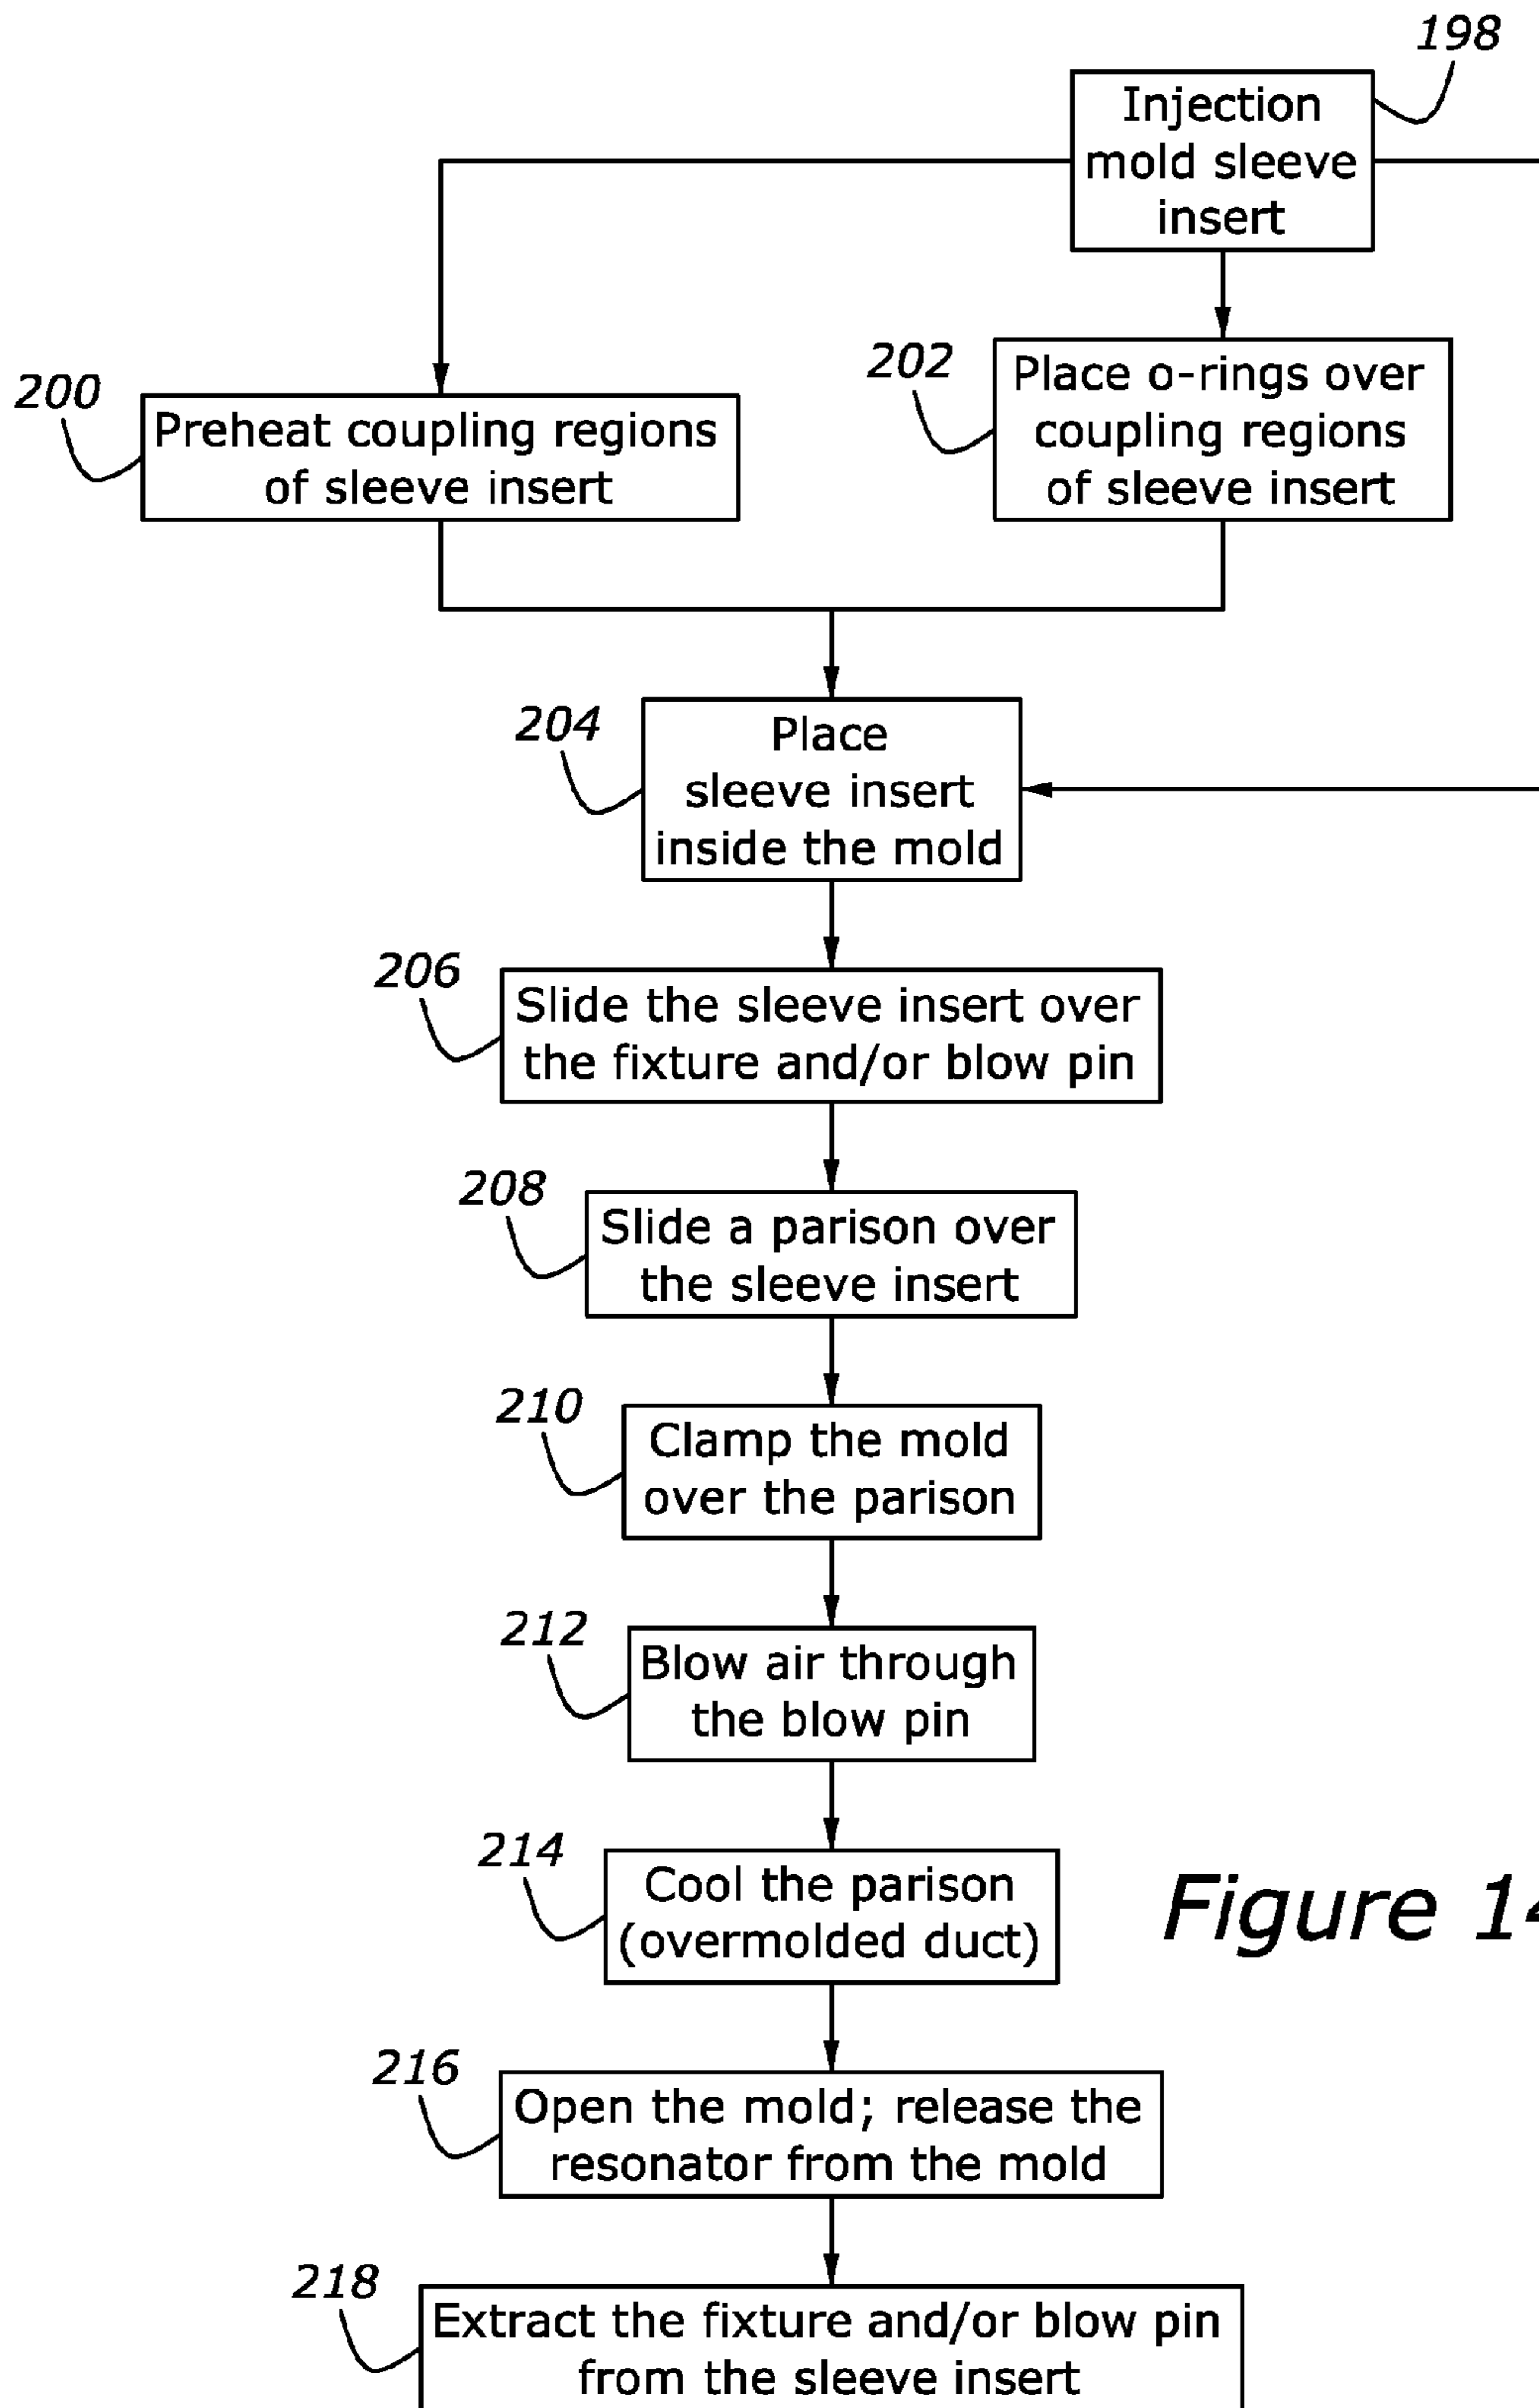 198
Injection
mold sleeve
insert
200
Preheat coupling regions
of sleeve insert
202
Place o-rings over
coupling regions
of sleeve insert
204
Place
sleeve insert
inside the mold
206
Slide the sleeve insert over
the fixture and/or blow pin
208
Slide a parison over
the sleeve insert
210
Clamp the mold
over the parison
212
Blow air through
the blow pin
214
Cool the parison
(overmolded duct)
Figure 14
216
Open the mold; release the
resonator from the mold
218
Extract the fixture and/or blow pin
from the sleeve insert